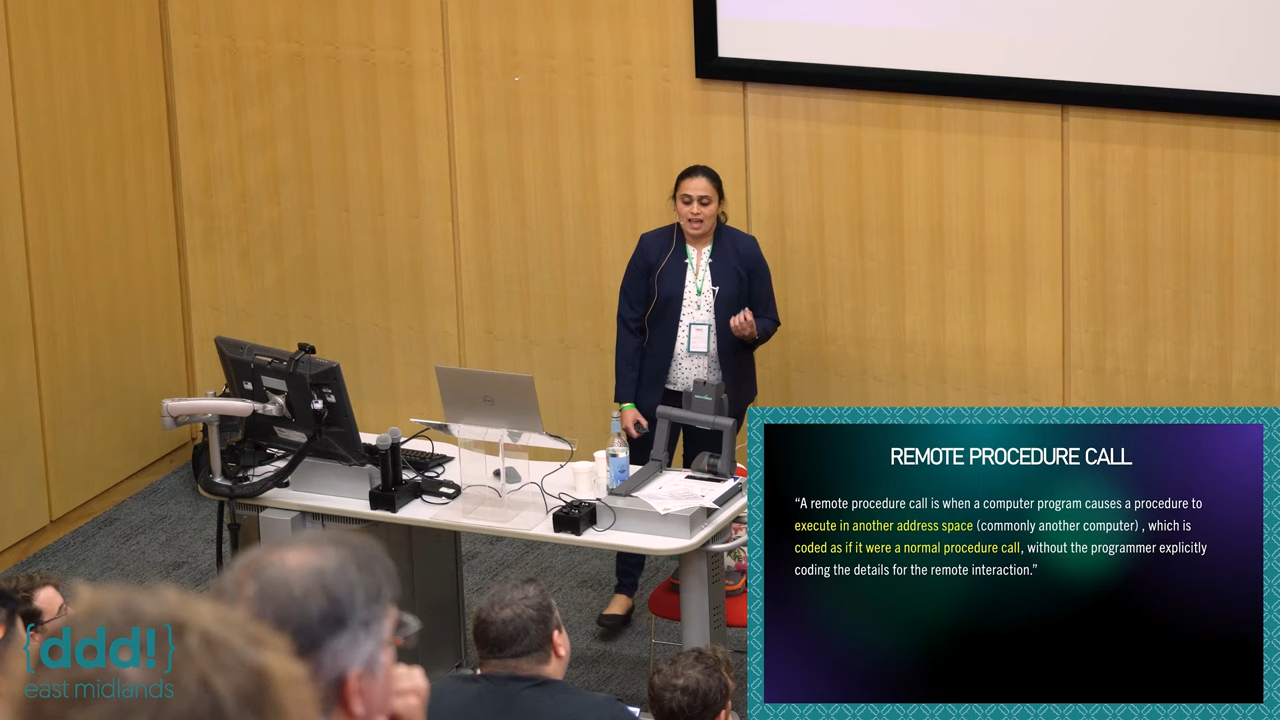 REMOTE PROCEDURE CALL
“A remote procedure call is when a computer program causes a procedure to
execute in another address space (commonly another computer) , which is
coded as if it were a normal procedure call, without the programmer explicitly
coding the details for the remote interaction.”
{ddd!}
east midlands